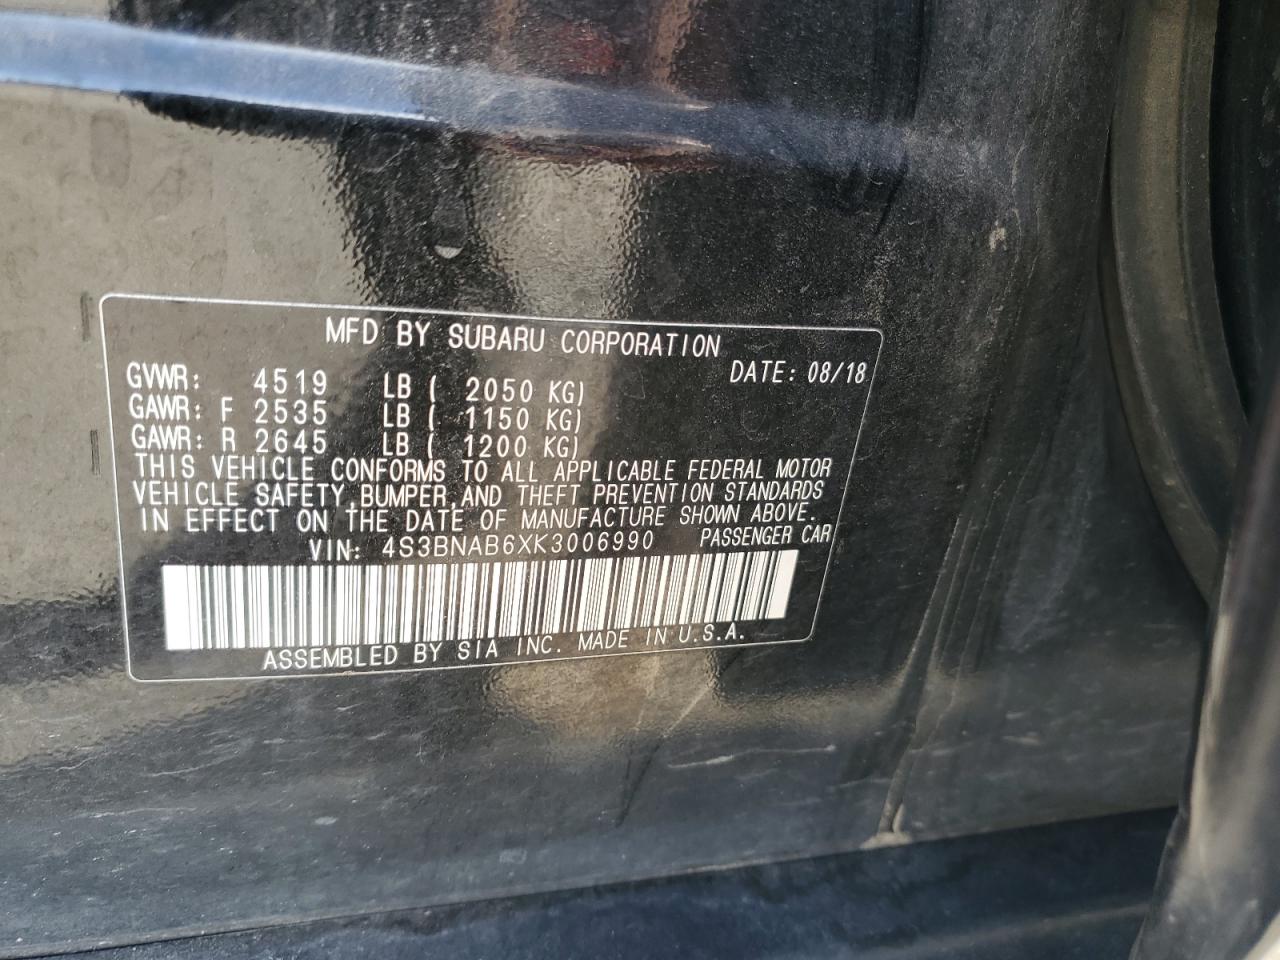 MFD BY SUBARU CORPORATION
DATE: 08/18
GVWR: 4519 LB ( 2050 KG)
GAWR: F 2535 LB ( 1150 KG)
GAWR: R 2645 LB ( 1200 KG)
THIS VEHICLE CONFORMS TO ALL APPLICABLE FEDERAL MOTOR
VEHICLE SAFETY, BUMPER, AND THEFT PREVENTION STANDARDS
IN EFFECT ON THE DATE OF MANUFACTURE SHOWN ABOVE.
VIN: 4S3BNAB6XK3006990 PASSENGER CAR
ASSEMBLED BY SIA INC. MADE IN U.S.A.